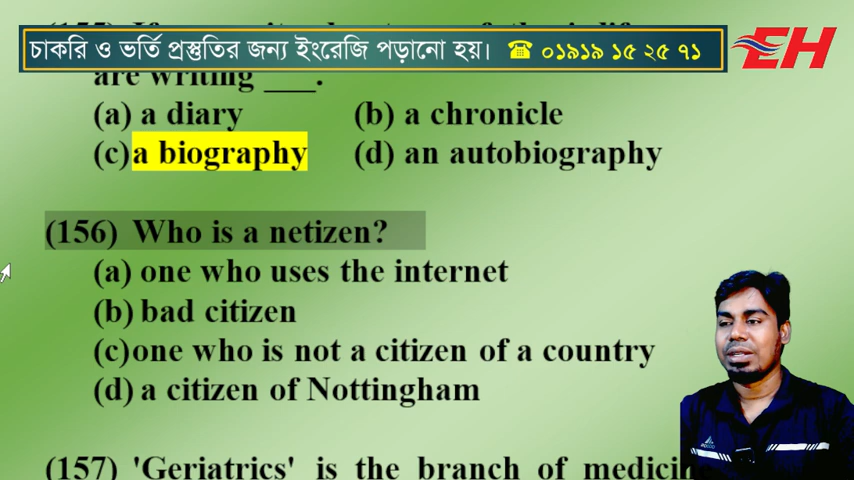 চাকরি ও ভর্তি প্রস্তুতির জন্য ইংরেজি পড়ানো হয়। ☎ ০১৯১৯ ১৫ ২৫ ৭১
EH
are writing ___.
(a) a diary (b) a chronicle
(c) a biography (d) an autobiography
(156) Who is a netizen?
(a) one who uses the internet
(b) bad citizen
(c) one who is not a citizen of a country
(d) a citizen of Nottingham
(157) 'Geriatrics' is the branch of